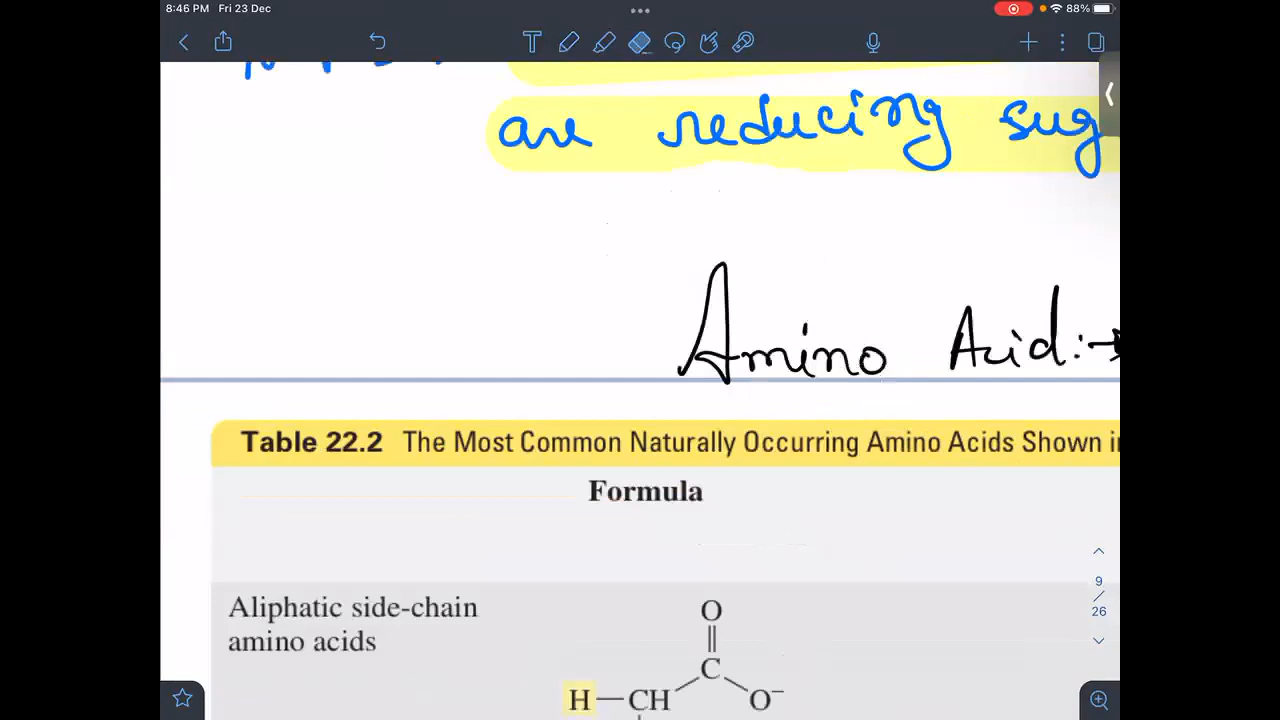 8:46 PM Fri 23 Dec
88%
are reducing sug
Amino Acid:→
Table 22.2 The Most Common Naturally Occurring Amino Acids Shown i
Formula
9
26
Aliphatic side-chain
amino acids
O
C
H CH O⁻